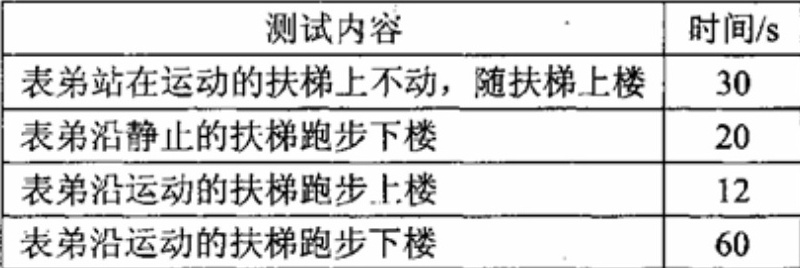 测试内容 时间/s
表弟站在运动的扶梯上不动，随扶梯上楼 30
表弟沿静止的扶梯跑步下楼 20
表弟沿运动的扶梯跑步上楼 12
表弟沿运动的扶梯跑步下楼 60